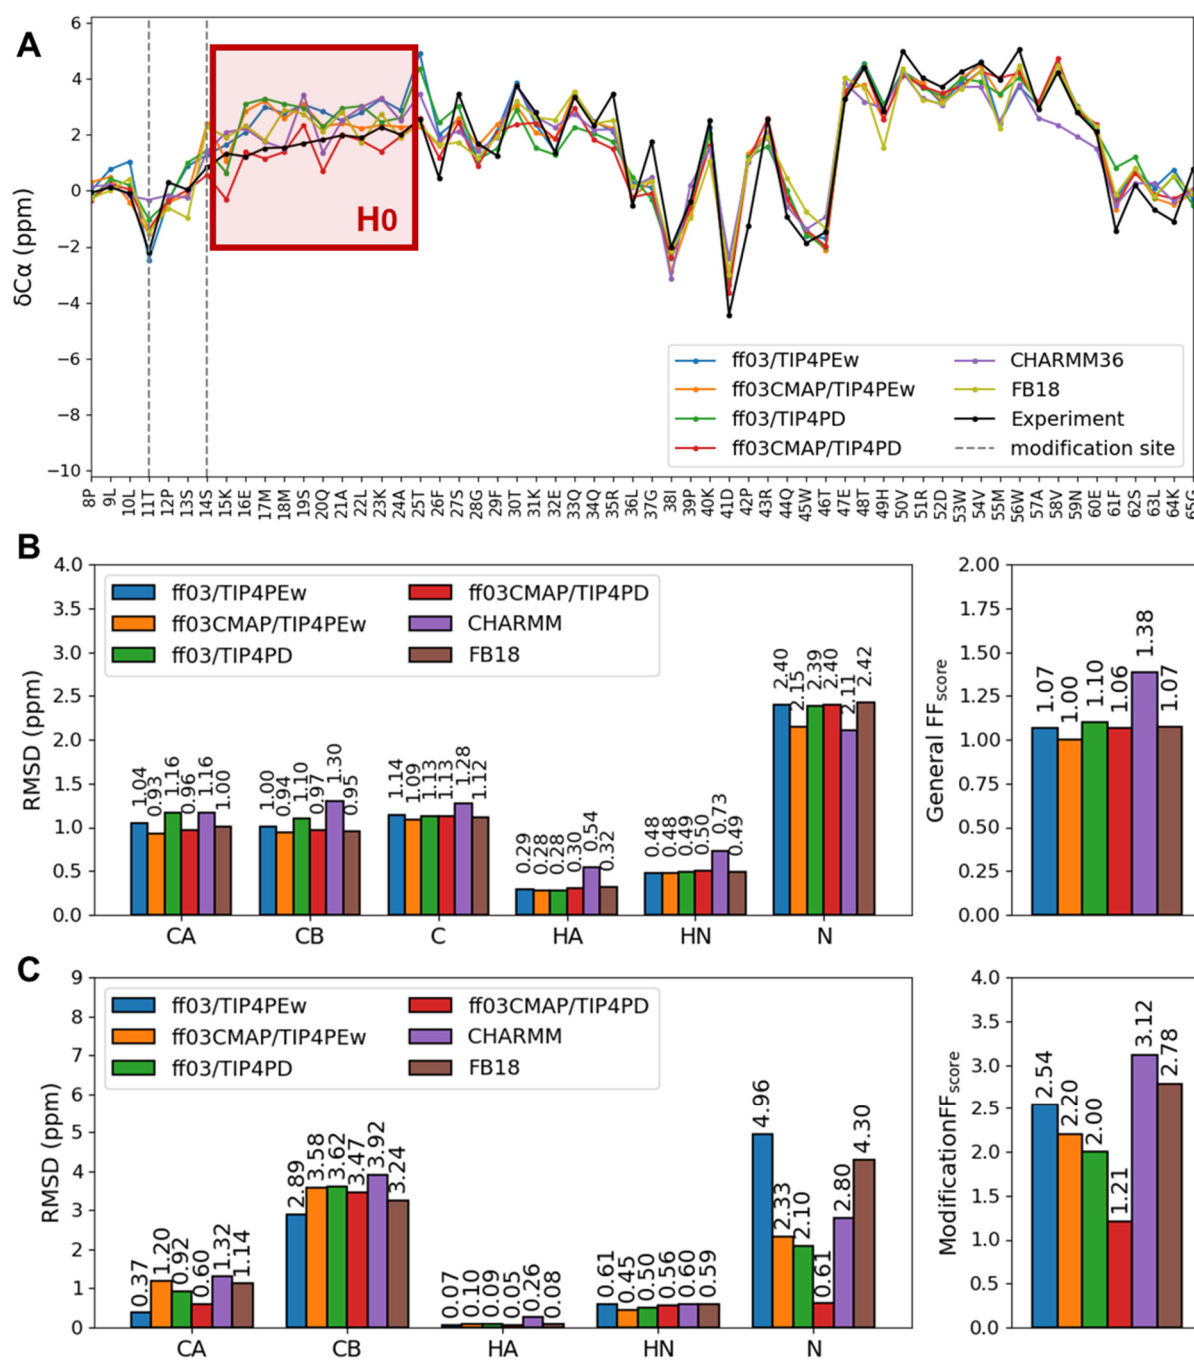 A
6
4
2
0
−2
−4
−6
−8
−10
δCα (ppm)
H0
ff03/TIP4PEw
ff03CMAP/TIP4PEw
ff03/TIP4PD
ff03CMAP/TIP4PD
CHARMM36
FB18
Experiment
modification site
8P 9L 10L 11T 12P 13S 14S 15K 16E 17M 18M 19S 20Q 21A 22L 23K 24A 25T 26F 27S 28G 29F 30T 31K 32E 33Q 34Q 35R 36L 37G 38I 39P 40K 41D 42P 43R 44Q 45W 46T 47E 48T 49H 50V 51R 52D 53W 54V 55M 56W 57A 58V 59N 60E 61F 62S 63L 64K 65G
B
4.0
3.5
3.0
2.5
2.0
1.5
1.0
0.5
0.0
RMSD (ppm)
ff03/TIP4PEw
ff03CMAP/TIP4PEw
ff03/TIP4PD
ff03CMAP/TIP4PD
CHARMM
FB18
1.04 0.93 1.16 0.96 1.16 1.00
1.00 0.94 1.10 0.97 1.30 0.95
1.14 1.09 1.13 1.13 1.28 1.12
0.29 0.28 0.28 0.30 0.54 0.32
0.48 0.48 0.49 0.50 0.73 0.49
2.40 2.15 2.39 2.40 2.11 2.42
CA CB C HA HN N
2.00
1.75
1.50
1.25
1.00
0.75
0.50
0.25
0.00
General FFscore
1.07 1.00 1.10 1.06 1.38 1.07
C
9
8
7
6
5
4
3
2
1
0
RMSD (ppm)
ff03/TIP4PEw
ff03CMAP/TIP4PEw
ff03/TIP4PD
ff03CMAP/TIP4PD
CHARMM
FB18
0.37 1.20 0.92 0.60 1.32 1.14
2.89 3.58 3.62 3.47 3.92 3.24
0.07 0.10 0.09 0.05 0.26 0.08
0.61 0.45 0.50 0.56 0.60 0.59
4.96 2.33 2.10 0.61 2.80 4.30
CA CB HA HN N
4.0
3.5
3.0
2.5
2.0
1.5
1.0
0.5
0.0
ModificationFFscore
2.54 2.20 2.00 1.21 3.12 2.78